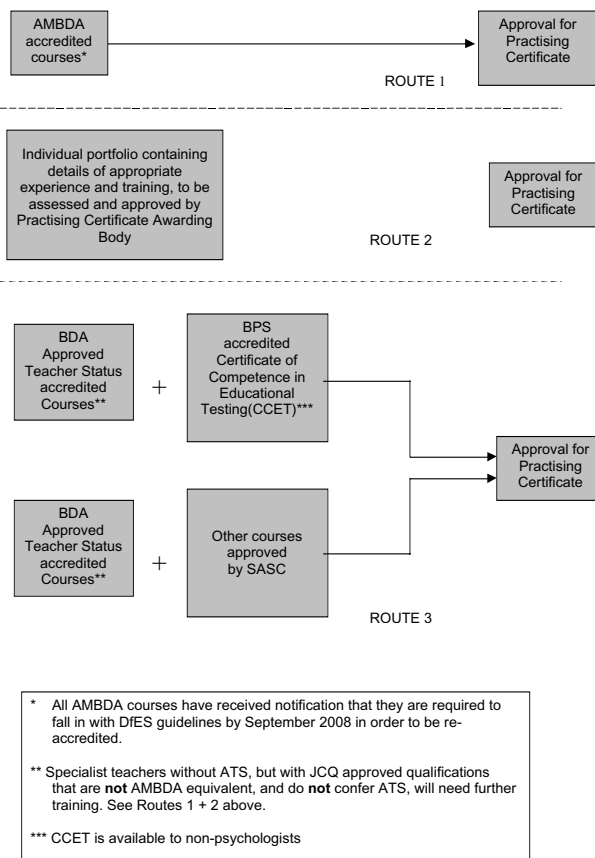 AMBDA
accredited
courses*
Approval for
Practising
Certificate
ROUTE 1
Individual portfolio containing
details of appropriate
experience and training, to be
assessed and approved by
Practising Certificate Awarding
Body
Approval for
Practising
Certificate
ROUTE 2
BDA
Approved
Teacher Status
accredited
Courses**
+
BPS
accredited
Certificate of
Competence in
Educational
Testing(CCET)***
Approval for
Practising
Certificate
BDA
Approved
Teacher Status
accredited
Courses**
+
Other courses
approved
by SASC
ROUTE 3
* All AMBDA courses have received notification that they are required to
fall in with DfES guidelines by September 2008 in order to be re-
accredited.
** Specialist teachers without ATS, but with JCQ approved qualifications
that are not AMBDA equivalent, and do not confer ATS, will need further
training. See Routes 1 + 2 above.
*** CCET is available to non-psychologists